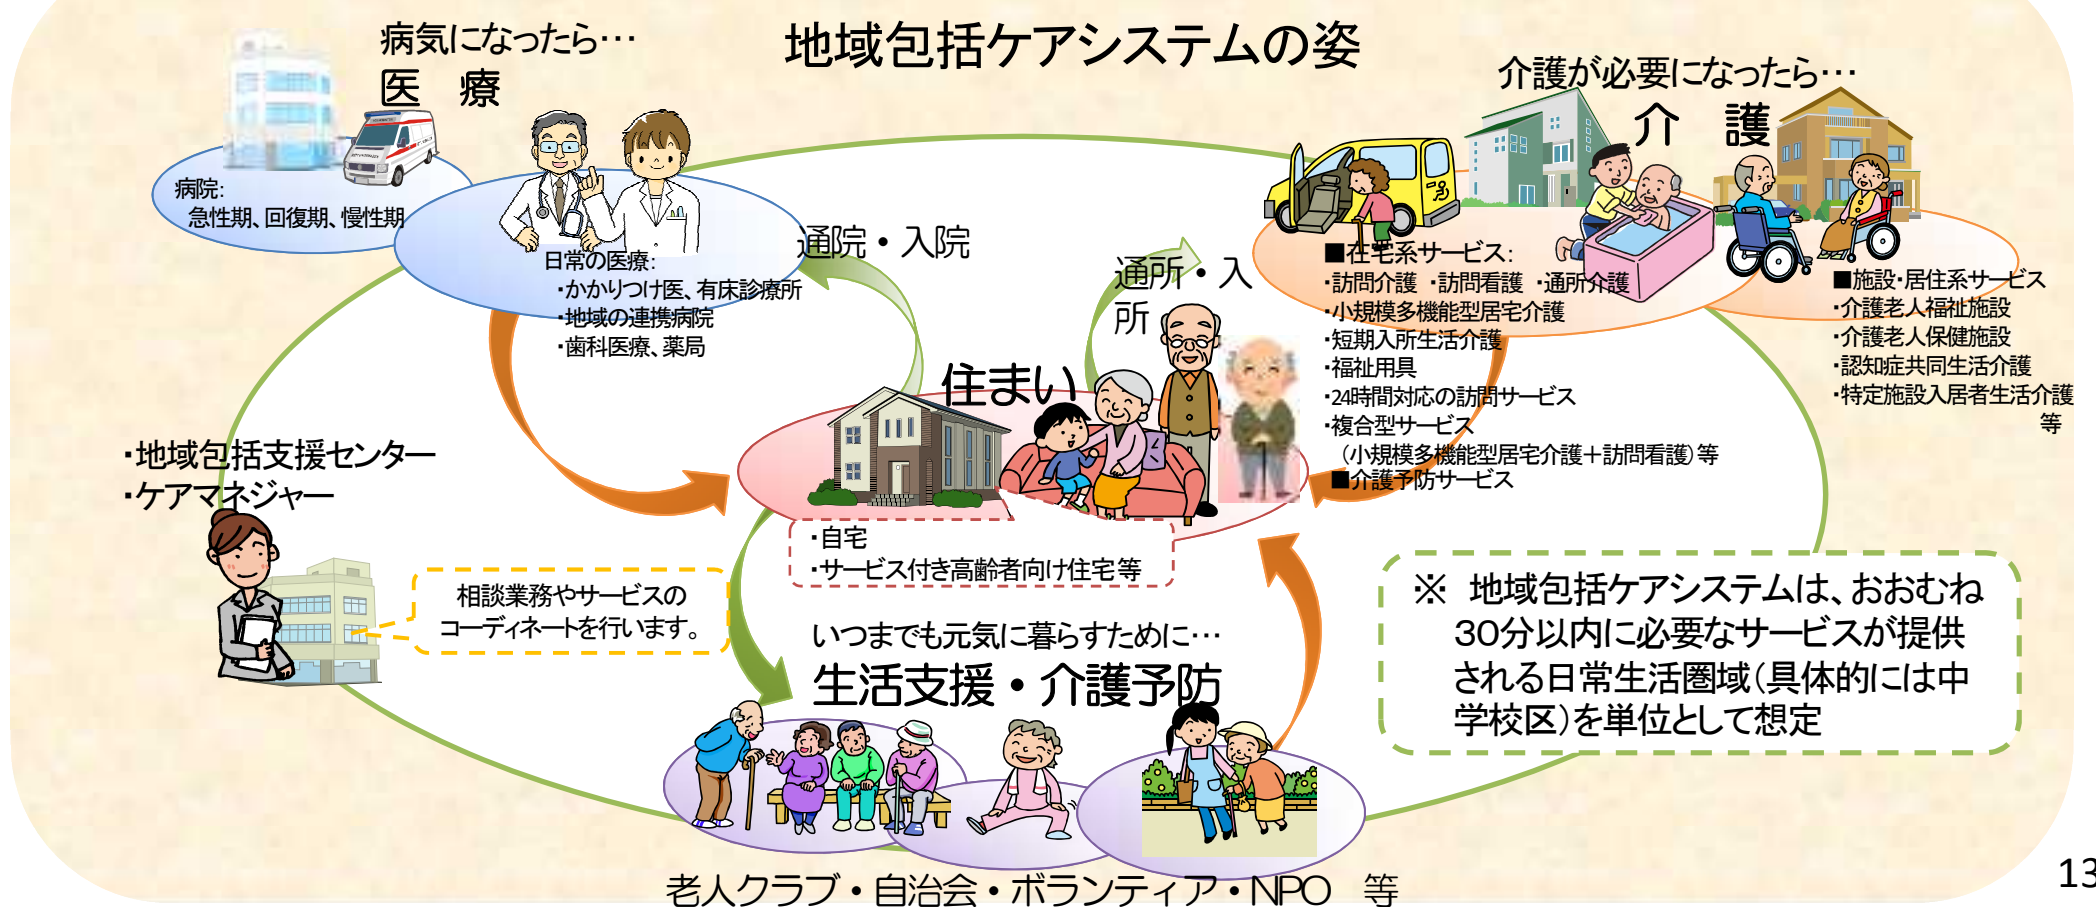 地域包括ケアシステムの姿
病気になったら…
医　療
病院:
急性期、回復期、慢性期
日常の医療:
・かかりつけ医、有床診療所
・地域の連携病院
・歯科医療、薬局
通院・入院
通所・入
所
介護が必要になったら…
介　護
■在宅系サービス:
・訪問介護 ・訪問看護 ・通所介護
・小規模多機能型居宅介護
・短期入所生活介護
・福祉用具
・24時間対応の訪問サービス
・複合型サービス
（小規模多機能型居宅介護＋訪問看護）等
■介護予防サービス
■施設・居住系サービス
・介護老人福祉施設
・介護老人保健施設
・認知症共同生活介護
・特定施設入居者生活介護
等
住まい
・自宅
・サービス付き高齢者向け住宅等
・地域包括支援センター
・ケアマネジャー
相談業務やサービスの
コーディネートを行います。
いつまでも元気に暮らすために…
生活支援・介護予防
老人クラブ・自治会・ボランティア・NPO　等
※　地域包括ケアシステムは、おおむね
30分以内に必要なサービスが提供
される日常生活圏域（具体的には中
学校区）を単位として想定
13